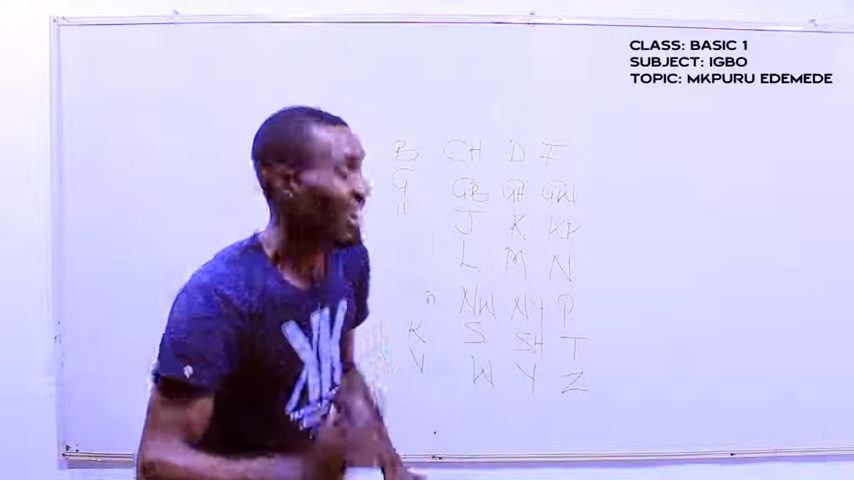 CLASS: BASIC 1
SUBJECT: IGBO
TOPIC: MKPURU EDEMEDE
B CH D F
G GB GH GW
H J K KP
L M N
ṅ NW NY P
K S SH T
V W Y Z